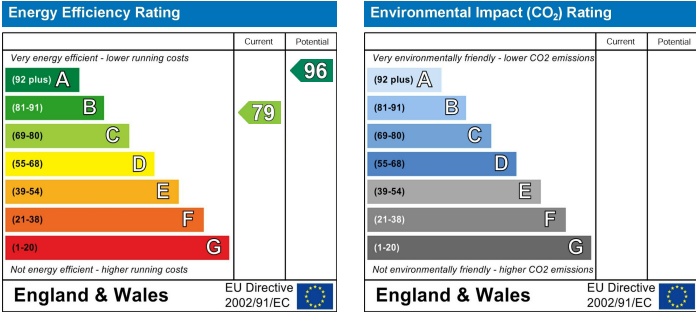 Energy Efficiency Rating
Current Potential
Very energy efficient - lower running costs
(92 plus) A
96
(81-91) B
79
(69-80) C
(55-68) D
(39-54) E
(21-38) F
(1-20) G
Not energy efficient - higher running costs
England & Wales
EU Directive
2002/91/EC
Environmental Impact (CO₂) Rating
Current Potential
Very environmentally friendly - lower CO2 emissions
(92 plus) A
(81-91) B
(69-80) C
(55-68) D
(39-54) E
(21-38) F
(1-20) G
Not environmentally friendly - higher CO2 emissions
England & Wales
EU Directive
2002/91/EC